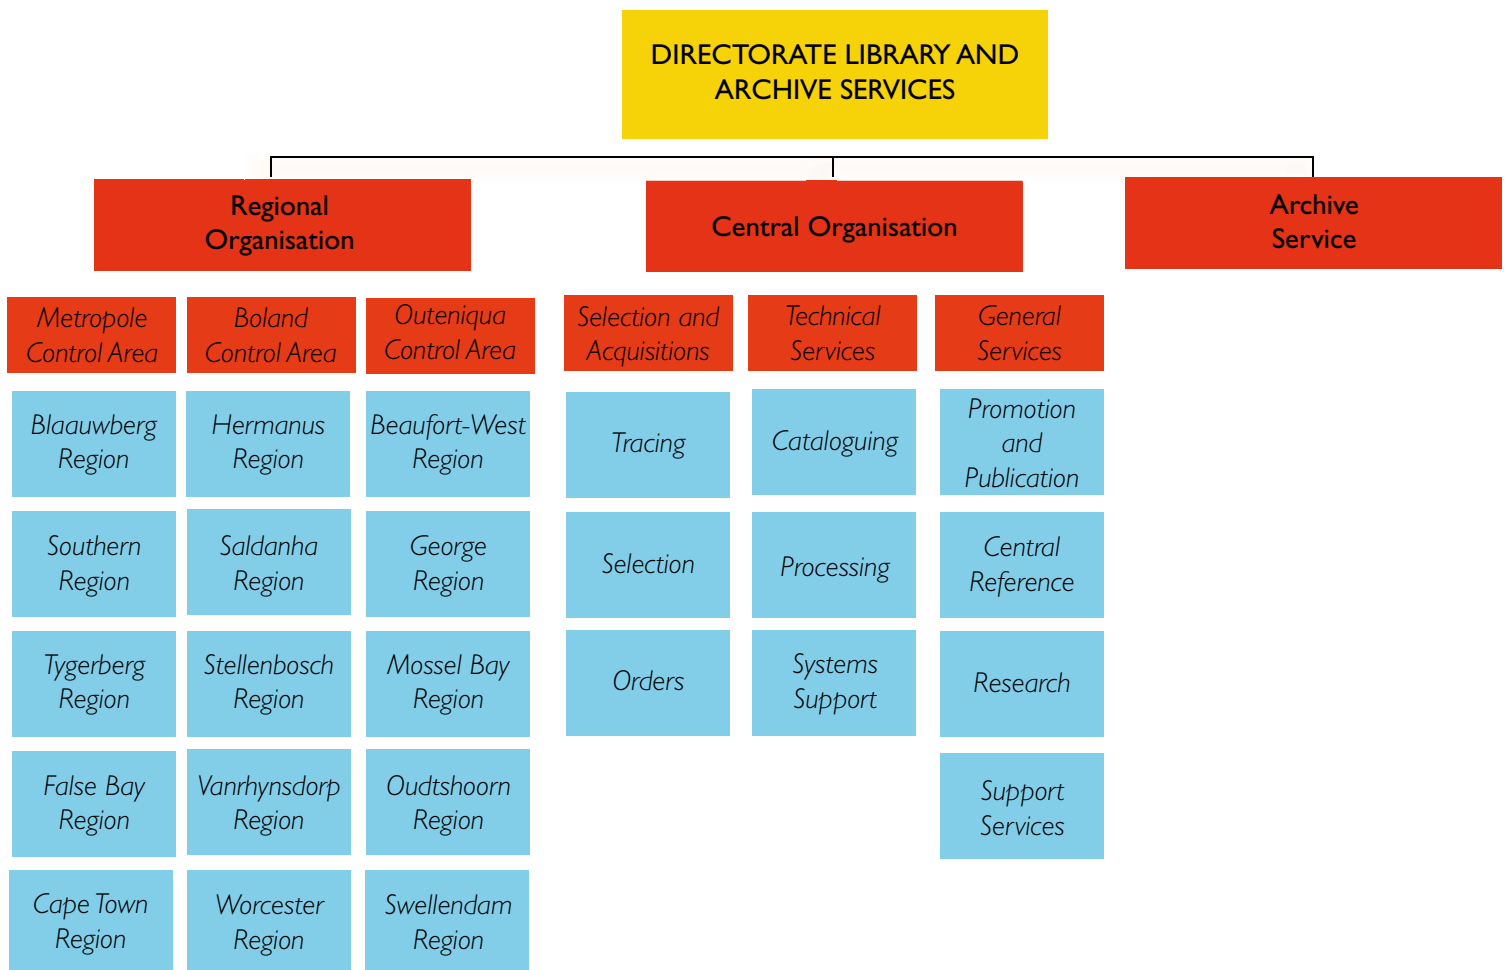 DIRECTORATE LIBRARY AND
ARCHIVE SERVICES
Regional
Organisation
Central Organisation
Archive
Service
Metropole
Control Area
Boland
Control Area
Outeniqua
Control Area
Selection and
Acquisitions
Technical
Services
General
Services
Blaauwberg
Region
Hermanus
Region
Beaufort-West
Region
Tracing
Cataloguing
Promotion
and
Publication
Southern
Region
Saldanha
Region
George
Region
Selection
Processing
Central
Reference
Tygerberg
Region
Stellenbosch
Region
Mossel Bay
Region
Orders
Systems
Support
Research
False Bay
Region
Vanrhynsdorp
Region
Oudtshoorn
Region
Support
Services
Cape Town
Region
Worcester
Region
Swellendam
Region